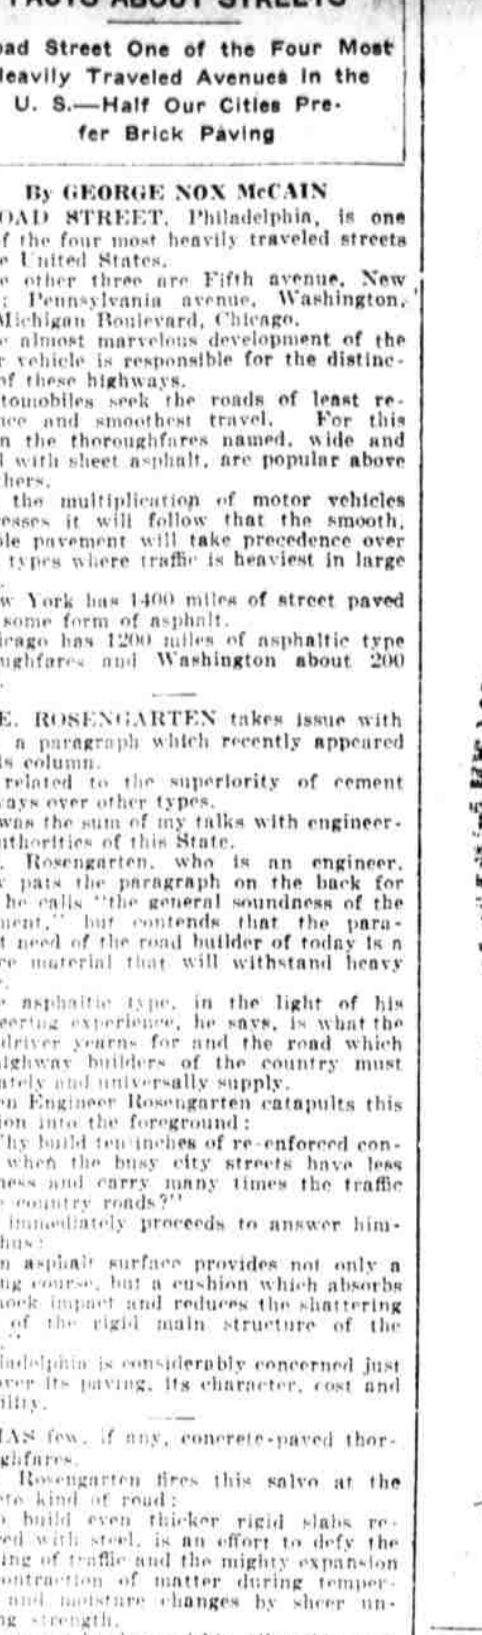 FACTS ABOUT STREETS
oad Street One of the Four Most
Heavily Traveled Avenues in the
U. S.—Half Our Cities Pre-
fer Brick Paving
By GEORGE NOX McCAIN
OAD STREET, Philadelphia, is one
of the four most heavily traveled streets
e United States.
e other three are Fifth avenue, New
; Pennsylvania avenue, Washington,
Michigan Boulevard, Chicago.
e almost marvelous development of the
r vehicle is responsible for the distinc-
of these highways.
tomobiles seek the roads of least re-
nce and smoothest travel. For this
n the thoroughfares named, wide and
d with sheet asphalt, are popular above
thers.
the multiplication of motor vehicles
resses it will follow that the smooth,
ble pavement will take precedence over
types where traffic is heaviest in large
.
w York has 1400 miles of street paved
some form of asphalt.
icago has 1200 miles of asphaltic type
ughfares and Washington about 200
.
E. ROSENGARTEN takes issue with
a paragraph which recently appeared
is column.
related to the superiority of cement
ways over other types.
was the sum of my talks with engineer-
uthorities of this State.
. Rosengarten, who is an engineer,
y pats the paragraph on the back for
he calls "the general soundness of the
ment," but contends that the para-
t need of the road builder of today is a
re material that will withstand heavy
.
e asphaltic type, in the light of his
eering experience, he says, is what the
driver yearns for and the road which
highway builders of the country must
ately and universally supply.
en Engineer Rosengarten catapults this
ion into the foreground:
hy build ten inches of re-enforced con-
when the busy city streets have less
ness and carry many times the traffic
e country roads?"
immediately proceeds to answer him-
hus:
n asphalt surface provides not only a
ng course, but a cushion which absorbs
hock impact and reduces the shattering
of the rigid main structure of the
."
iladelphia is considerably concerned just
over its paving, its character, cost and
ility.
HAS few, if any, concrete-paved thor-
ghfares.
. Rosengarten fires this salvo at the
ete kind of road:
o build even thicker rigid slabs re-
ed with steel, is an effort to defy the
ing of traffic and the mighty expansion
contraction of matter during temper-
and moisture changes by sheer un-
ng strength.